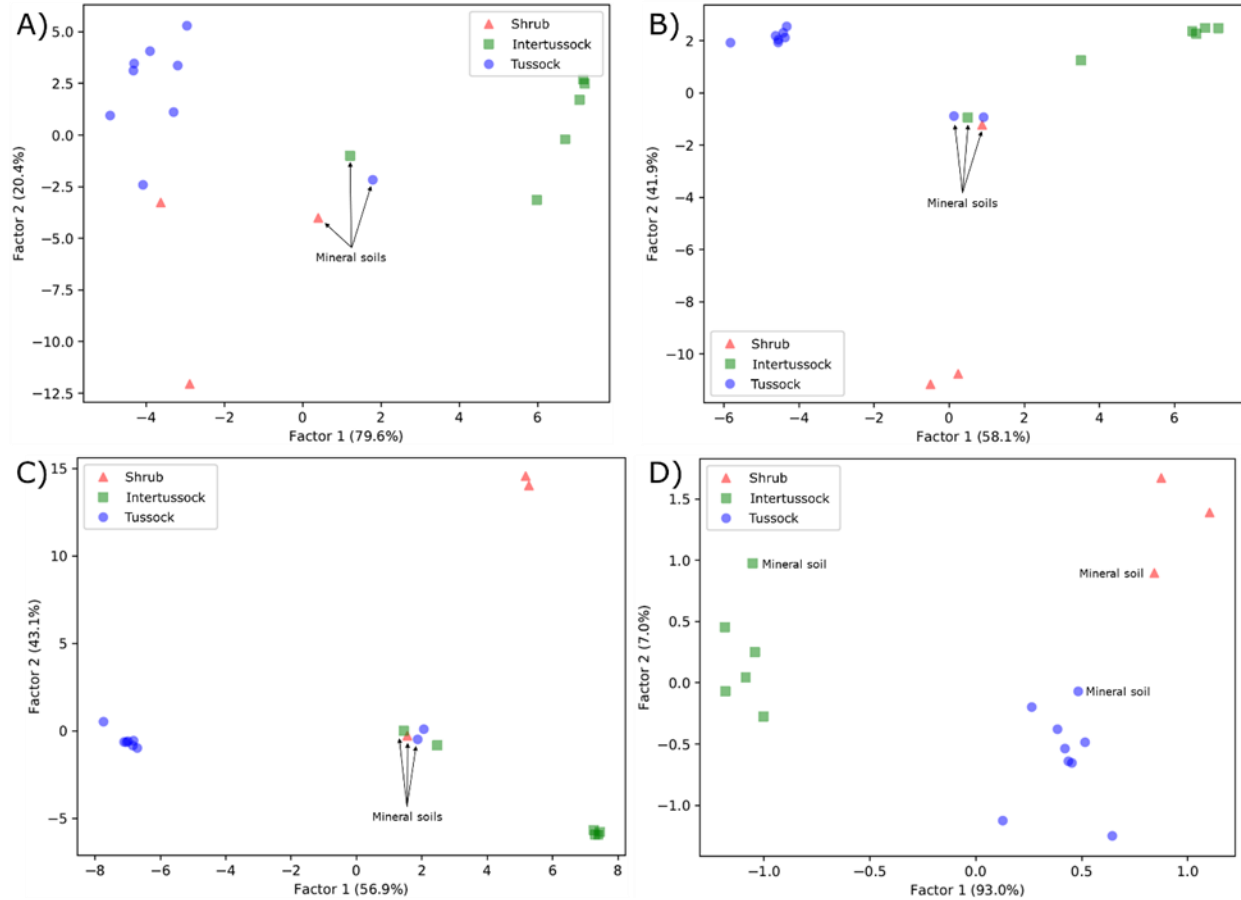 A)
Shrub
Intertussock
Tussock
5.0
2.5
0.0
−2.5
−5.0
−7.5
−10.0
−12.5
Factor 2 (20.4%)
Mineral soils
−4
−2
0
2
4
6
Factor 1 (79.6%)
B)
2
0
−2
−4
−6
−8
−10
Factor 2 (41.9%)
Mineral soils
Shrub
Intertussock
Tussock
−6
−4
−2
0
2
4
6
Factor 1 (58.1%)
C)
Shrub
Intertussock
Tussock
15
10
5
0
−5
Factor 2 (43.1%)
Mineral soils
−8
−6
−4
−2
0
2
4
6
8
Factor 1 (56.9%)
D)
Shrub
Intertussock
Tussock
1.5
1.0
0.5
0.0
−0.5
−1.0
Factor 2 (7.0%)
Mineral soil
Mineral soil
Mineral soil
−1.0
−0.5
0.0
0.5
1.0
Factor 1 (93.0%)